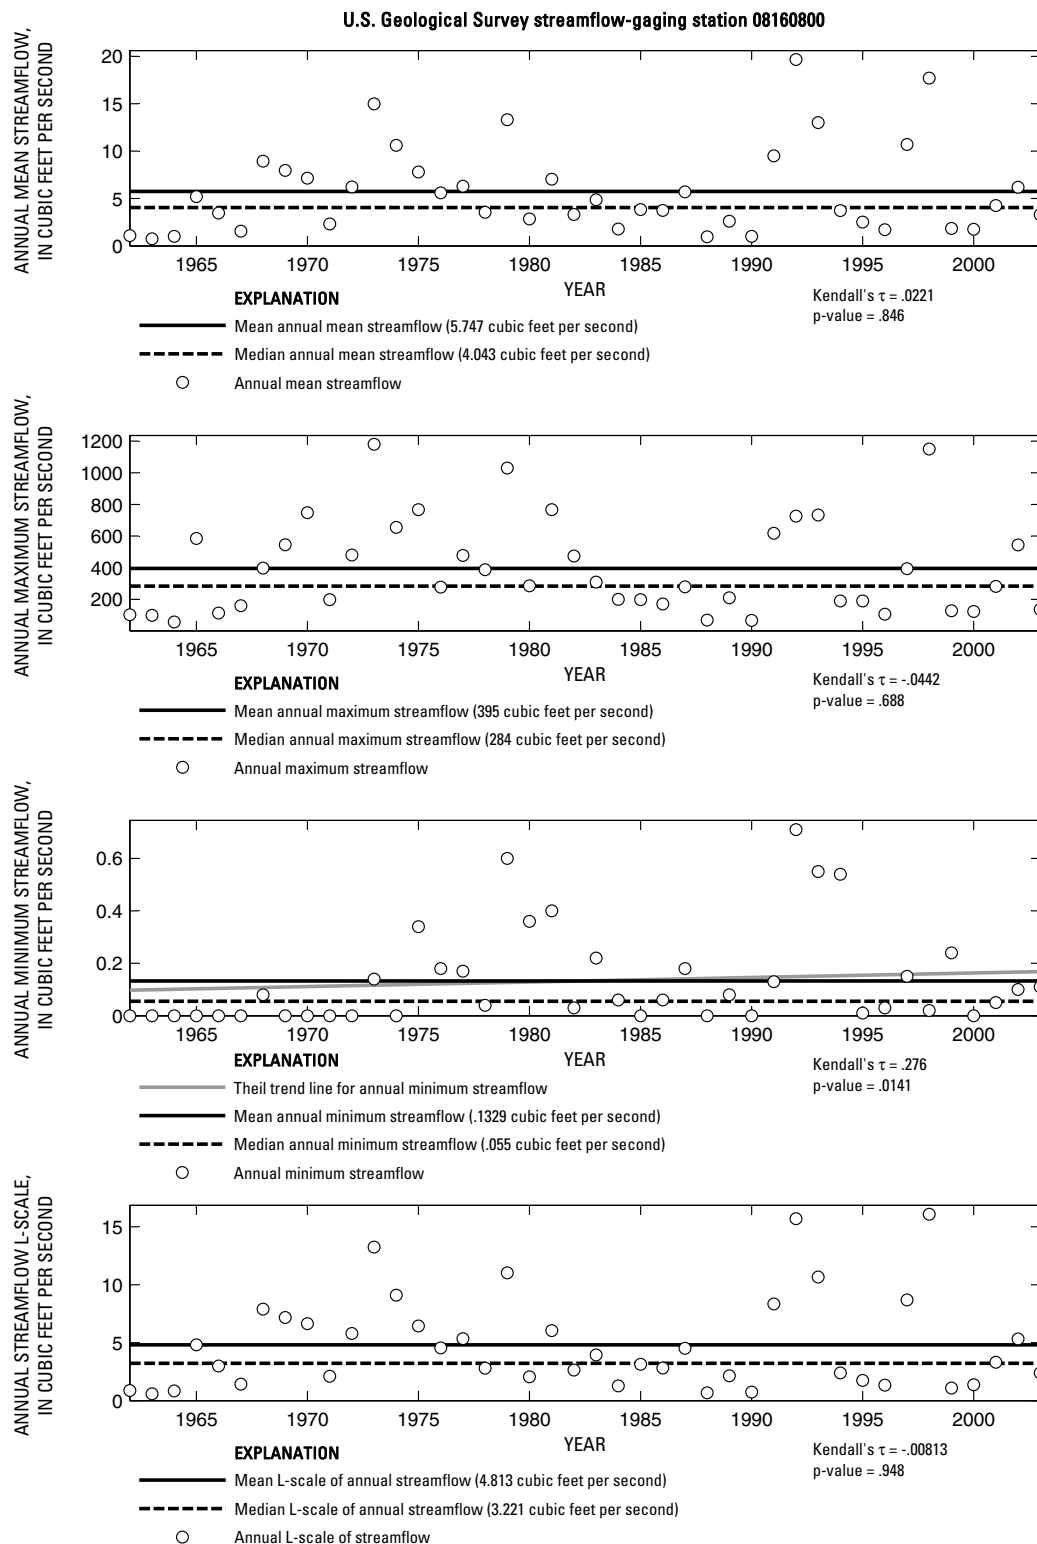 U.S. Geological Survey streamflow-gaging station 08160800
ANNUAL MEAN STREAMFLOW,
IN CUBIC FEET PER SECOND
20
15
10
5
0
1965 1970 1975 1980 1985 1990 1995 2000
YEAR
EXPLANATION
Mean annual mean streamflow (5.747 cubic feet per second)
Median annual mean streamflow (4.043 cubic feet per second)
Annual mean streamflow
Kendall's τ = .0221
p-value = .846
ANNUAL MAXIMUM STREAMFLOW,
IN CUBIC FEET PER SECOND
1200
1000
800
600
400
200
1965 1970 1975 1980 1985 1990 1995 2000
YEAR
EXPLANATION
Mean annual maximum streamflow (395 cubic feet per second)
Median annual maximum streamflow (284 cubic feet per second)
Annual maximum streamflow
Kendall's τ = -.0442
p-value = .688
ANNUAL MINIMUM STREAMFLOW,
IN CUBIC FEET PER SECOND
0.6
0.4
0.2
0
1965 1970 1975 1980 1985 1990 1995 2000
YEAR
EXPLANATION
Theil trend line for annual minimum streamflow
Mean annual minimum streamflow (.1329 cubic feet per second)
Median annual minimum streamflow (.055 cubic feet per second)
Annual minimum streamflow
Kendall's τ = .276
p-value = .0141
ANNUAL STREAMFLOW L-SCALE,
IN CUBIC FEET PER SECOND
15
10
5
0
1965 1970 1975 1980 1985 1990 1995 2000
YEAR
EXPLANATION
Mean L-scale of annual streamflow (4.813 cubic feet per second)
Median L-scale of annual streamflow (3.221 cubic feet per second)
Annual L-scale of streamflow
Kendall's τ = -.00813
p-value = .948